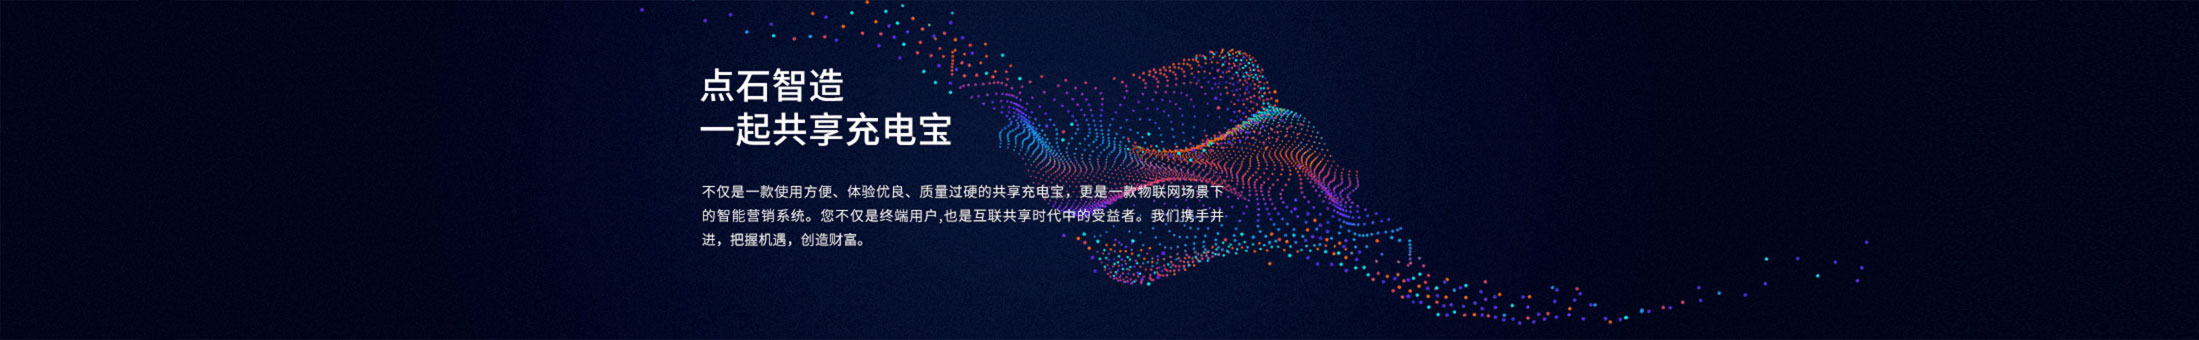 点石智造
一起共享充电宝
不仅是一款使用方便、体验优良、质量过硬的共享充电宝，更是一款物联网场景下
的智能营销系统。您不仅是终端用户,也是互联共享时代中的受益者。我们携手并
进，把握机遇，创造财富。